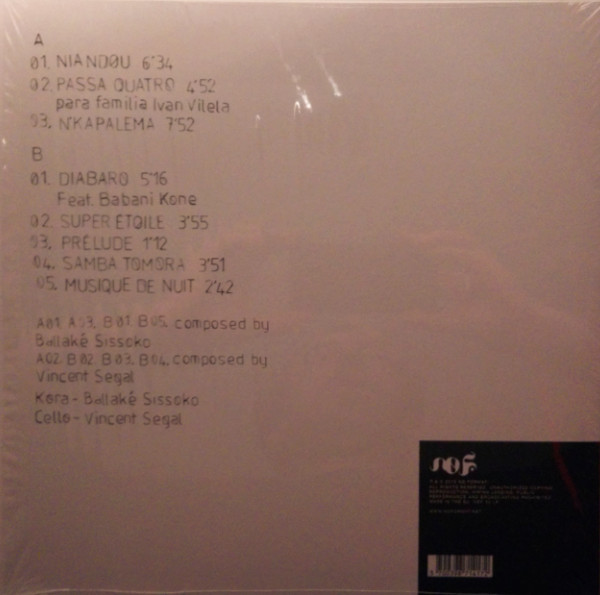 A
01. NIANDOU 6'34
02. PASSA QUATRO 4'52
para família Ivan Vilela
03. N'KAPALEMA 7'52
B
01. DIABARO 5'16
Feat. Babani Kone
02. SUPER ÉTOILE 3'55
03. PRÉLUDE 1'12
04. SAMBA TOMORA 3'51
05. MUSIQUE DE NUIT 2'42
A01. A03. B01. B05. composed by
Ballaké Sissoko
A02. B02. B03. B04. composed by
Vincent Segal
Kora - Ballaké Sissoko
Cello - Vincent Segal